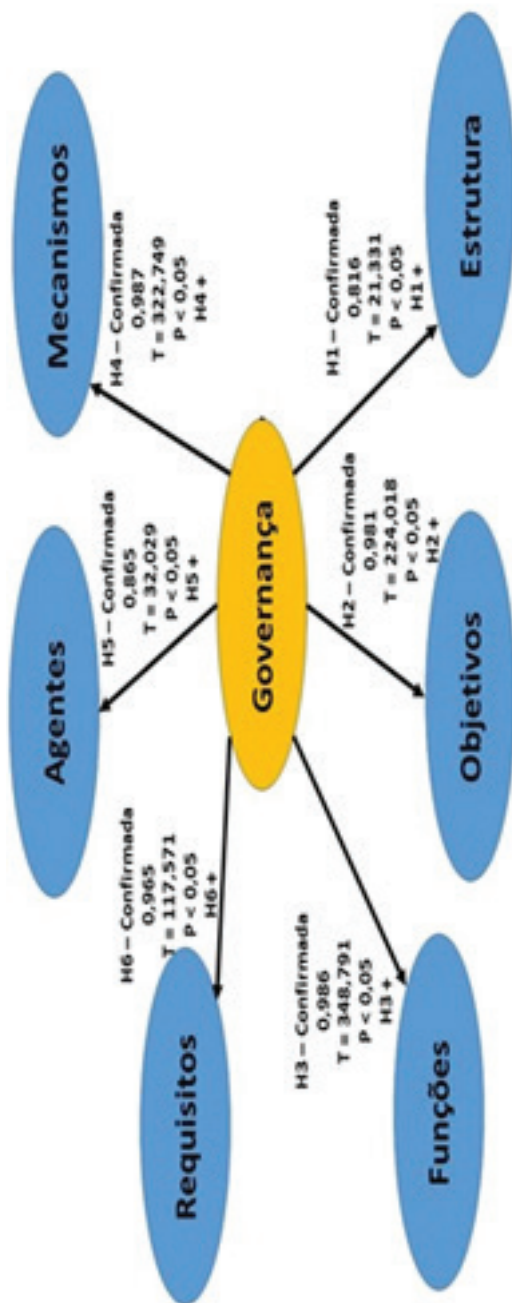 Requisitos
H6 – Confirmada
0,965
T = 117,571
P < 0,05
H6 +
Agentes
H5 – Confirmada
0,865
T = 32,029
P < 0,05
H5 +
Mecanismos
H4 – Confirmada
0,987
T = 322,749
P < 0,05
H4 +
Governança
Funções
H3 – Confirmada
0,986
T = 348,791
P < 0,05
H3 +
Objetivos
H2 – Confirmada
0,981
T = 224,018
P < 0,05
H2 +
Estrutura
H1 – Confirmada
0,816
T = 21,331
P < 0,05
H1 +